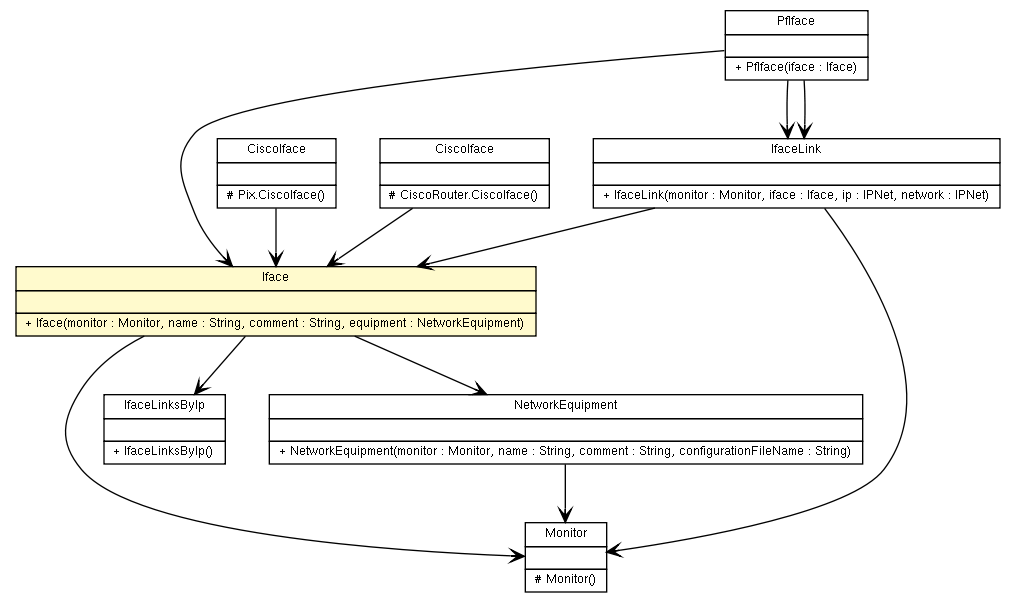 PfIface
+ PfIface(iface : Iface)
CiscoIface
# Pix.CiscoIface()
CiscoIface
# CiscoRouter.CiscoIface()
IfaceLink
+ IfaceLink(monitor : Monitor, iface : Iface, ip : IPNet, network : IPNet)
Iface
+ Iface(monitor : Monitor, name : String, comment : String, equipment : NetworkEquipment)
IfaceLinksByIp
+ IfaceLinksByIp()
NetworkEquipment
+ NetworkEquipment(monitor : Monitor, name : String, comment : String, configurationFileName : String)
Monitor
# Monitor()